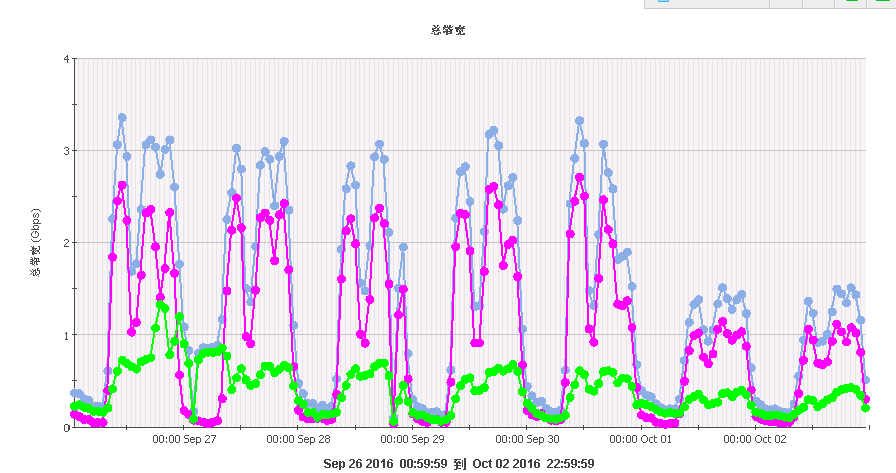 总带宽
4
3
2
1
0
总带宽 (Gbps)
00:00 Sep 27
00:00 Sep 28
00:00 Sep 29
00:00 Sep 30
00:00 Oct 01
00:00 Oct 02
Sep 26 2016 00:59:59 到 Oct 02 2016 22:59:59